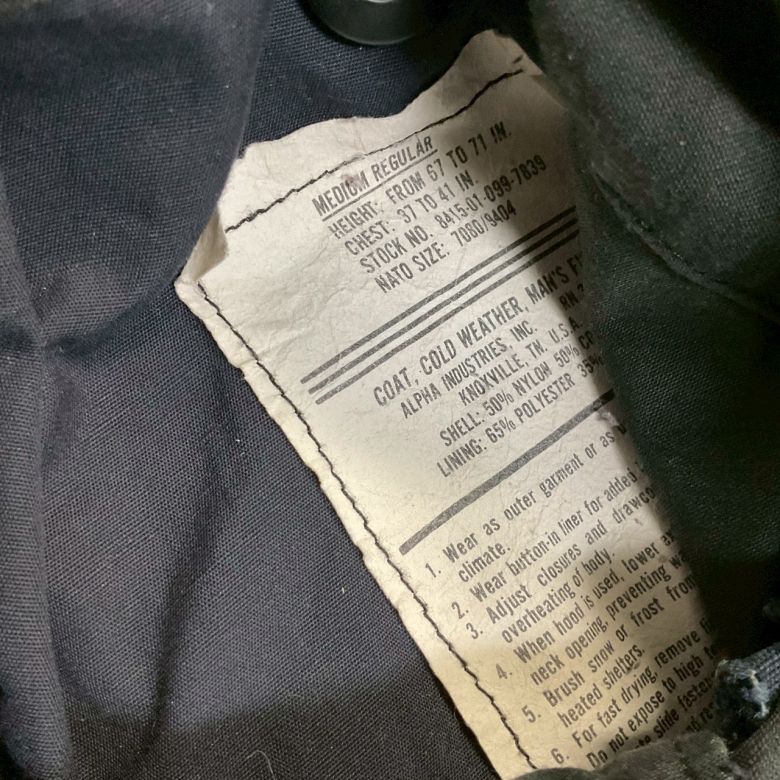 MEDIUM REGULAR
HEIGHT: FROM 67 TO 71 IN.
CHEST: 37 TO 41 IN.
STOCK NO. 8415-01-099-7839
NATO SIZE: 7080/9404
COAT, COLD WEATHER, MAN'S
ALPHA INDUSTRIES, INC. RN
KNOXVILLE, TN. U.S.A.
SHELL: 50% NYLON 50%
LINING: 65% POLYESTER 35%
1. Wear as outer garment or as
climate.
2. Wear button-in liner for added
3. Adjust closures and
overheating of body.
4. When hood is used, lower
neck opening, preventing
5. Brush snow or frost from
heated shelters.
6. For fast drying, remove
Do not expose to high
slide